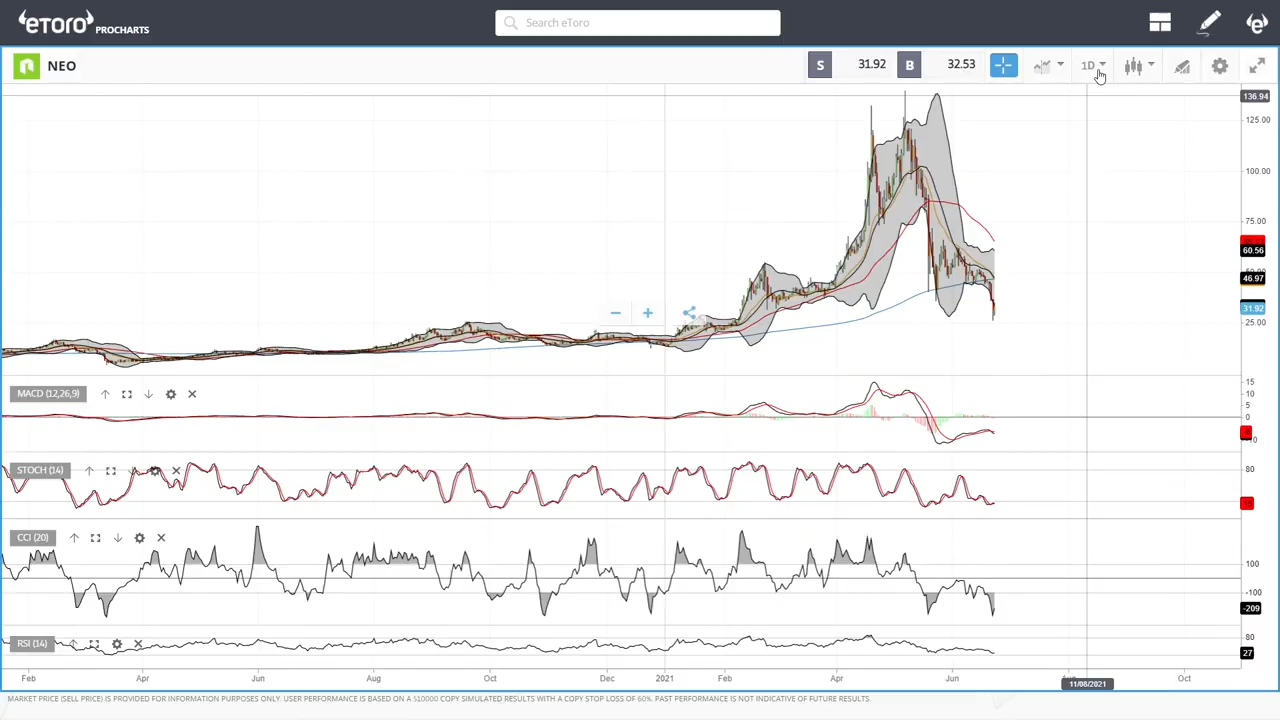 eToro PROCHARTS
Search eToro
NEO
S 31.92 B 32.53
1D
136.94
125.00
100.00
75.00
60.56
46.97
31.92
25.00
MACD (12,26,9)
15
10
5
0
-10
STOCH (14)
80
CCI (20)
100
-100
-209
RSI (14)
80
27
Feb Apr Jun Aug Oct Dec 2021 Feb Apr Jun Oct
11/08/2021
MARKET PRICE (SELL PRICE) IS PROVIDED FOR INFORMATION PURPOSES ONLY. USER PERFORMANCE IS BASED ON A $10000 COPY SIMULATED RESULTS WITH A COPY STOP LOSS OF 60%. PAST PERFORMANCE IS NOT INDICATIVE OF FUTURE RESULTS.